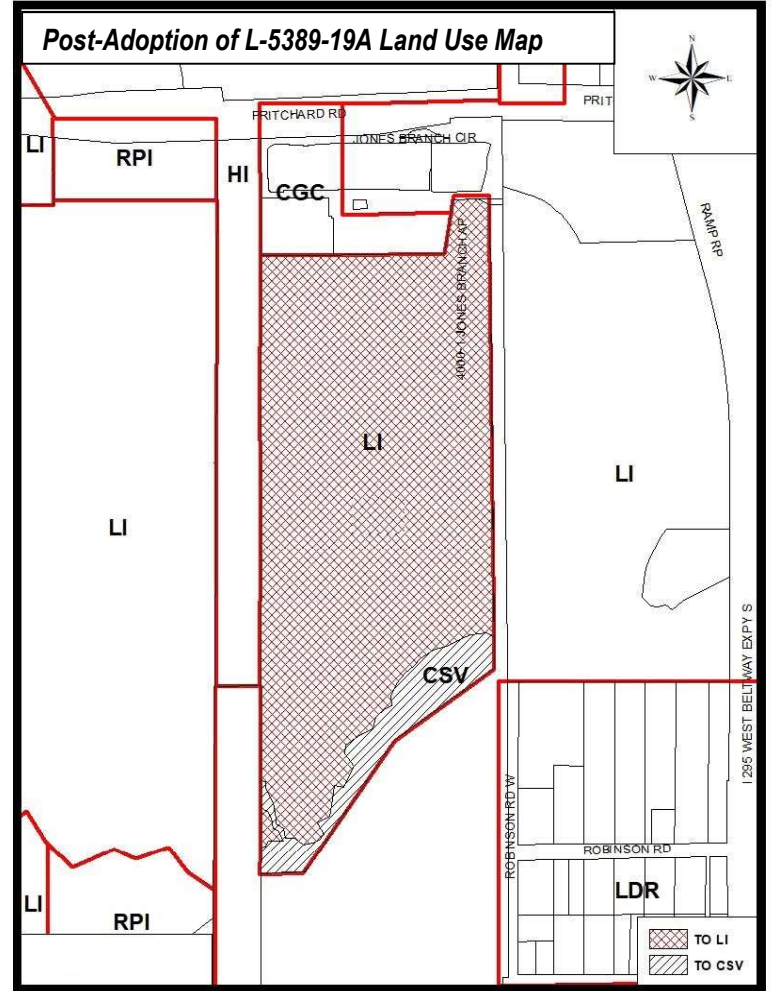 Post-Adoption of L-5389-19A Land Use Map
N
W
E
S
PRITCHARD RD
PRIT
JONES BRANCH CIR
LI
RPI
HI
CGC
RAMP RP
4000-1 JONES BRANCH AP
LI
LI
LI
CSV
I 295 WEST BELTWAY EXPY S
ROBINSON RD W
ROBINSON RD
LDR
LI
RPI
TO LI
TO CSV